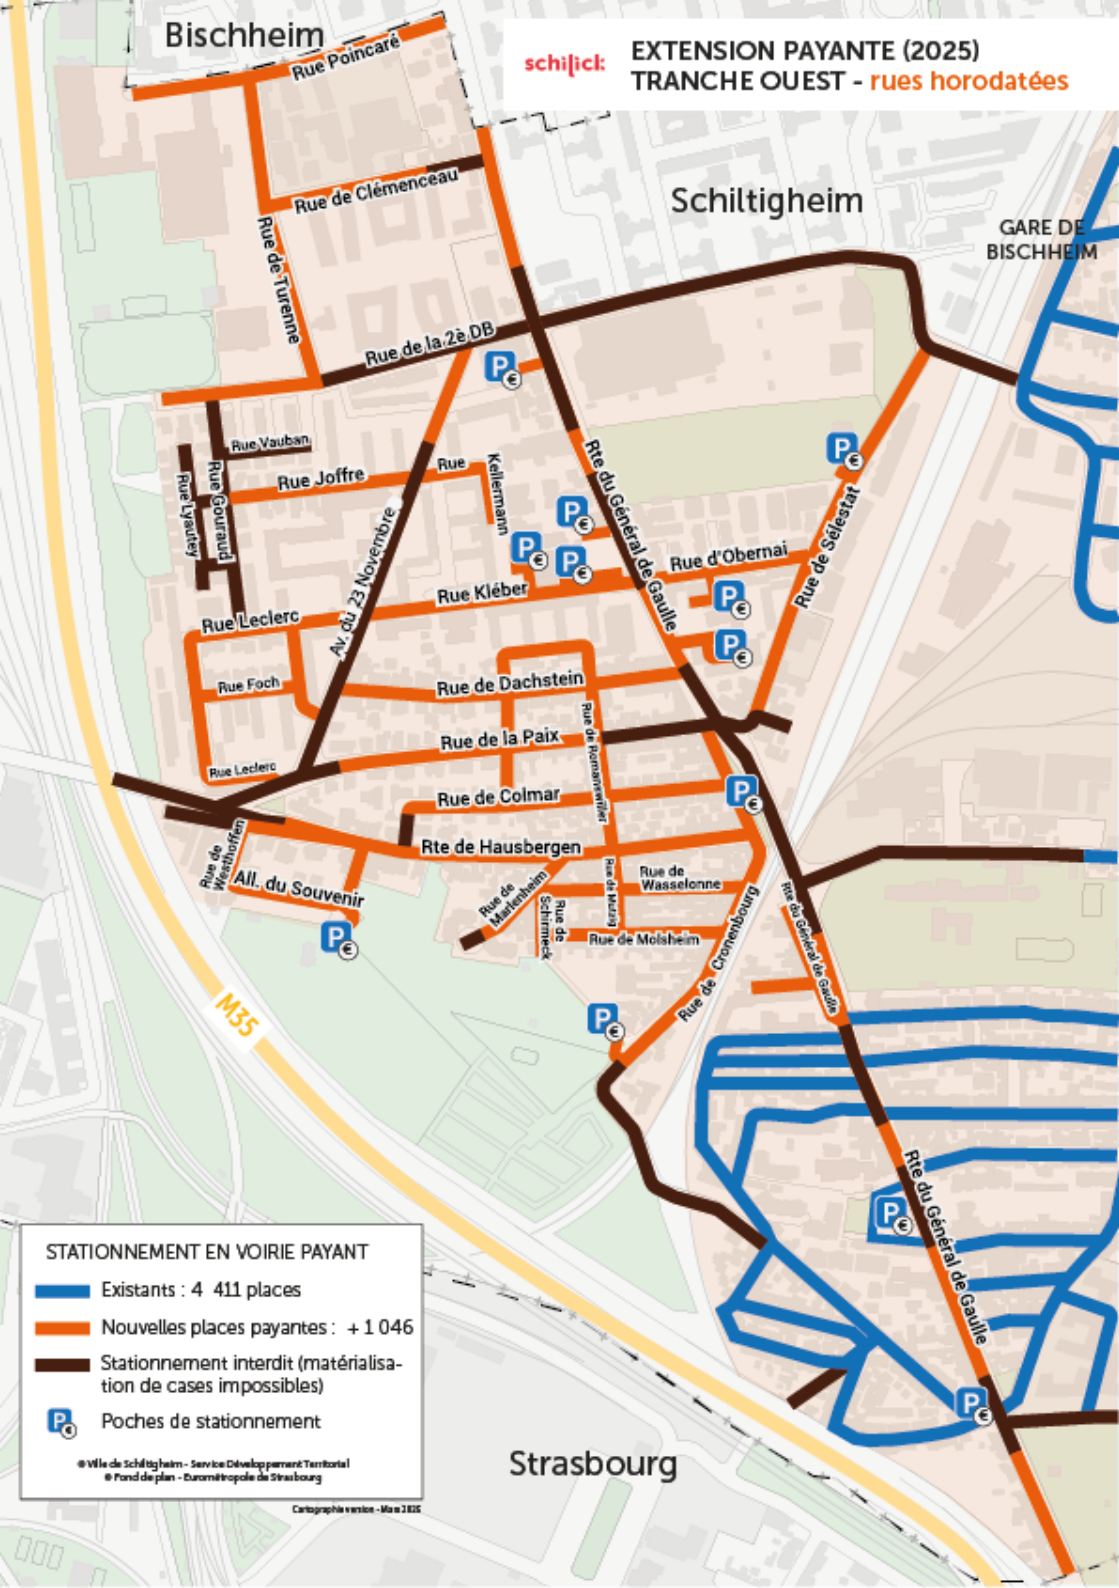 Bischheim
schilick
EXTENSION PAYANTE (2025)
TRANCHE OUEST - rues horodatées
Rue Poincaré
Rue de Clémenceau
Schiltigheim
GARE DE
BISCHHEIM
Rue de Turenne
Rue de la 2è DB
P€
Rue Vauban
Rue Joffre
Rue
Kellermann
Rue Lyautey
Rue Gouraud
Rte du Général de Gaulle
P€
Av. du 23 Novembre
P€
P€
P€
Rue d'Obernai
Rue de Sélestat
Rue Kléber
P€
Rue Leclerc
P€
Rue Foch
Rue de Dachstein
Rue de Romanswiller
Rue de la Paix
Rue Leclerc
Rue de Colmar
P€
Rte de Hausbergen
Rue de
Westhoffen
All. du Souvenir
Rue de
Marlenheim
Rue de
Schirmeck
Rue de Mutzig
Rue de
Wasselonne
Rue de Molsheim
Rue de Cronenbourg
Rte du Général de Gaulle
P€
P€
M35
Rte du Général de Gaulle
P€
P€
STATIONNEMENT EN VOIRIE PAYANT
Existants : 4 411 places
Nouvelles places payantes : + 1 046
Stationnement interdit (matérialisa-
tion de cases impossibles)
P€
Poches de stationnement
© Ville de Schiltigheim - Service Développement Territorial
© Fond de plan - Eurométropole de Strasbourg
Cartographie version - Mars 2025
Strasbourg